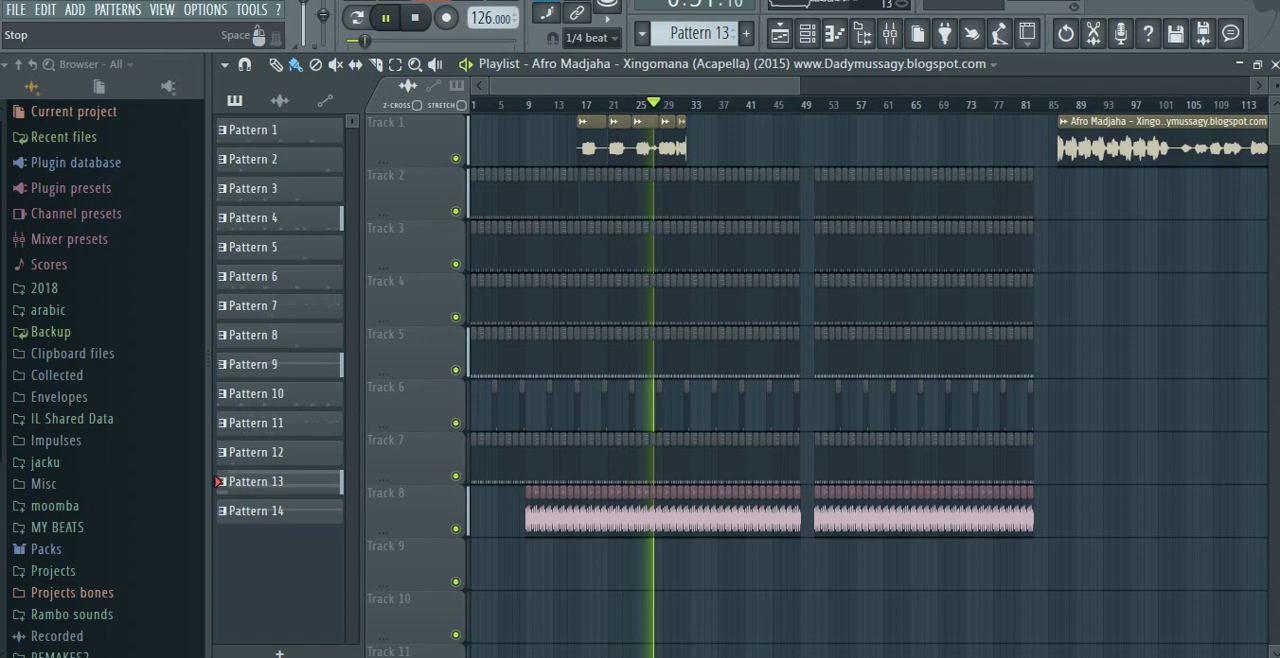 FILE EDIT ADD PATTERNS VIEW OPTIONS TOOLS ?
126.000
13
Stop
Space
1/4 beat
Pattern 13
Browser - All
Playlist - Afro Madjaha - Xingomana (Acapella) (2015) www.Dadymussagy.blogspot.com
Z-CROSS STRETCH
1 5 9 13 17 21 25 29 33 37 41 45 49 53 57 61 65 69 73 77 81 85 89 93 97 101 105 109 113
Current project
Recent files
Plugin database
Plugin presets
Channel presets
Mixer presets
Scores
2018
arabic
Backup
Clipboard files
Collected
Envelopes
IL Shared Data
Impulses
jacku
Misc
moomba
MY BEATS
Packs
Projects
Projects bones
Rambo sounds
Recorded
REMAKES2
Pattern 1
Pattern 2
Pattern 3
Pattern 4
Pattern 5
Pattern 6
Pattern 7
Pattern 8
Pattern 9
Pattern 10
Pattern 11
Pattern 12
Pattern 13
Pattern 14
Track 1
Afro Madjaha - Xingo..ymussagy.blogspot.com
Track 2
Track 3
Track 4
Track 5
Track 6
Track 7
Track 8
Track 9
Track 10
Track 11